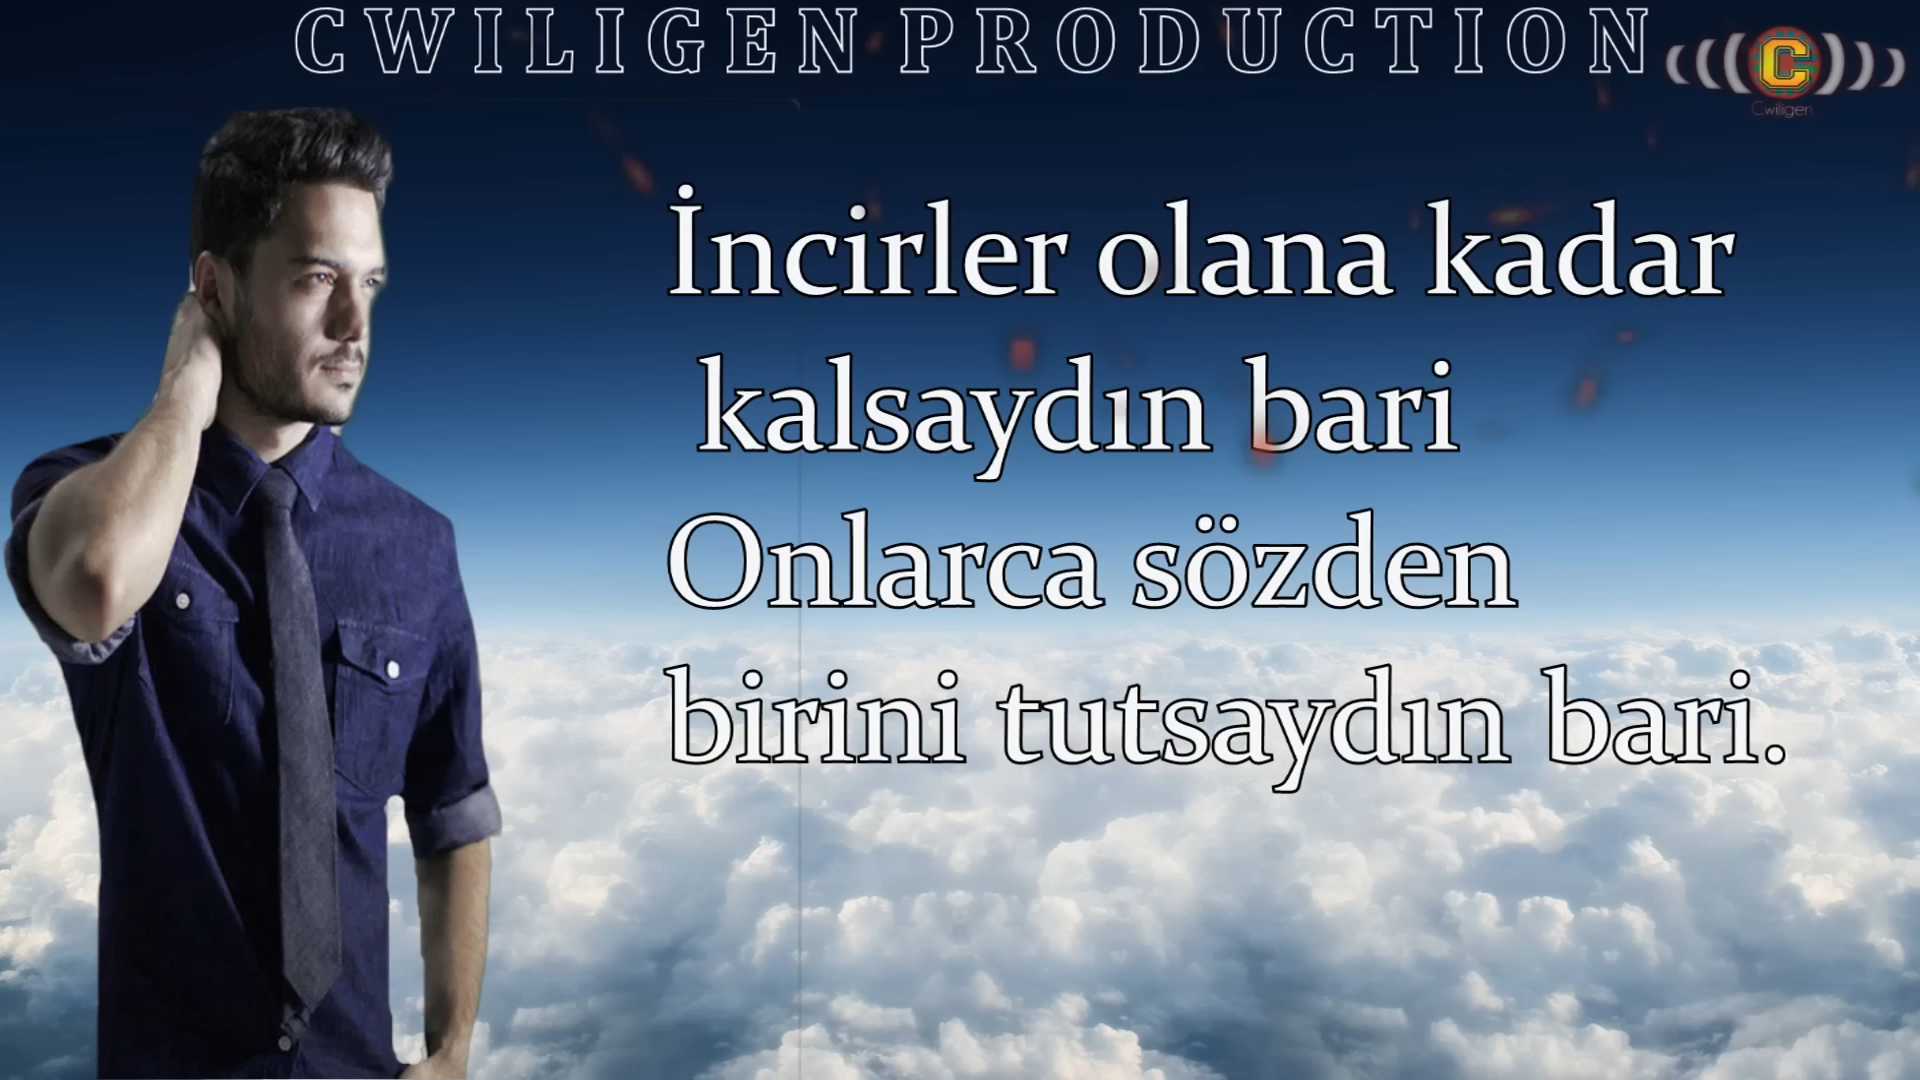 CWILIGEN PRODUCTION
Cwiligen
İncirler olana kadar
kalsaydın bari
Onlarca sözden
birini tutsaydın bari.